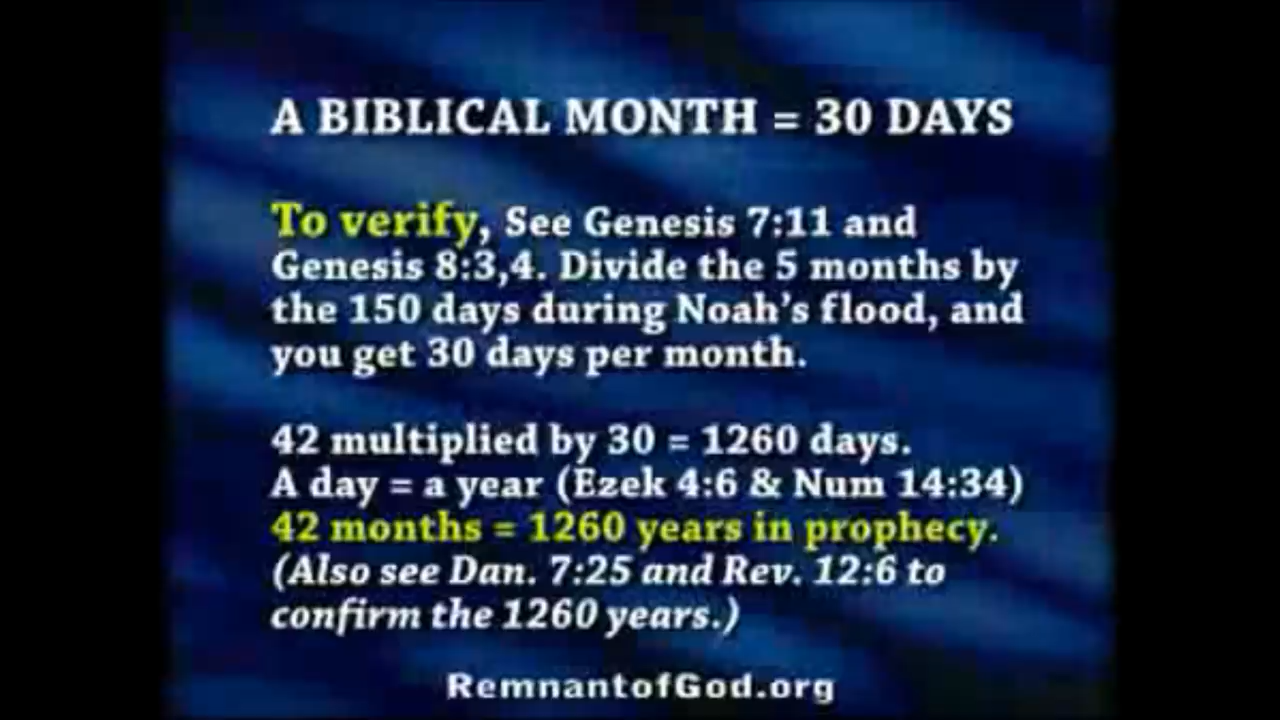 A BIBLICAL MONTH = 30 DAYS
To verify, See Genesis 7:11 and
Genesis 8:3,4. Divide the 5 months by
the 150 days during Noah's flood, and
you get 30 days per month.
42 multiplied by 30 = 1260 days.
A day = a year (Ezek 4:6 & Num 14:34)
42 months = 1260 years in prophecy.
(Also see Dan. 7:25 and Rev. 12:6 to
confirm the 1260 years.)
RemnantofGod.org